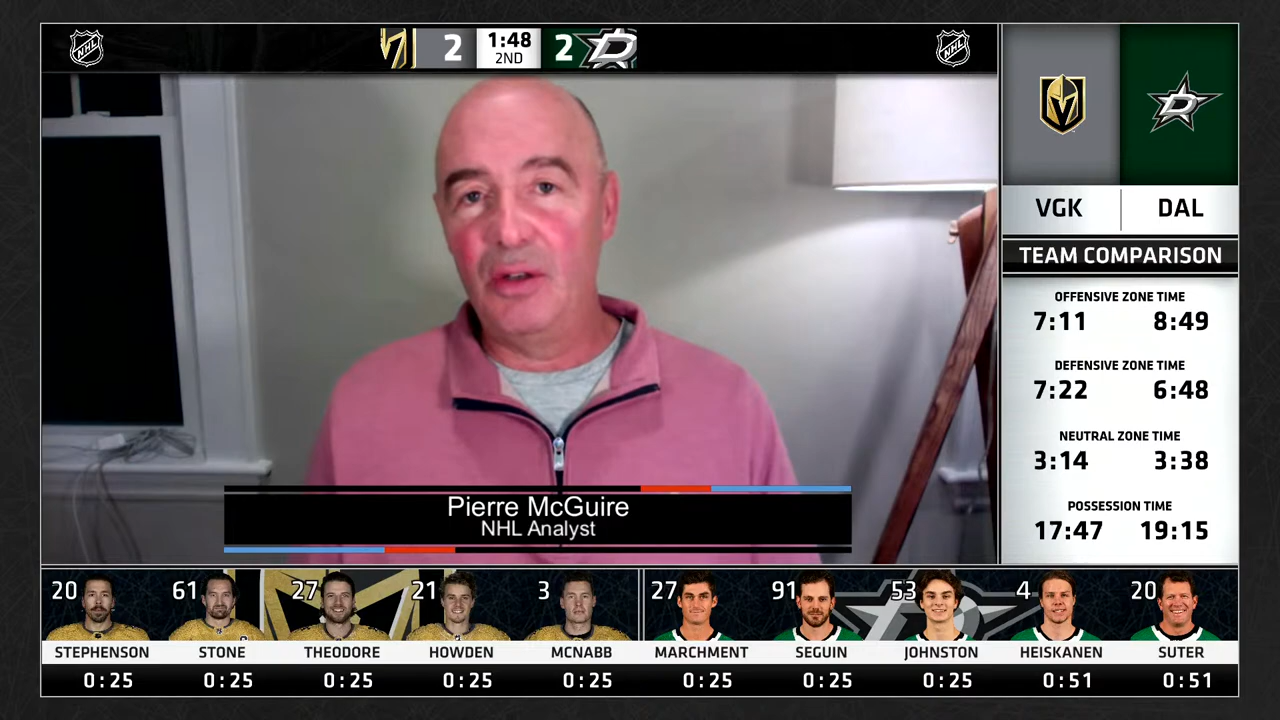 NHL
2
1:48
2ND
2
D
NHL
D
VGK
DAL
TEAM COMPARISON
OFFENSIVE ZONE TIME
7:11 8:49
DEFENSIVE ZONE TIME
7:22 6:48
NEUTRAL ZONE TIME
3:14 3:38
POSSESSION TIME
17:47 19:15
Pierre McGuire
NHL Analyst
20 61 27 21 3 27 91 53 4 20
STEPHENSON STONE THEODORE HOWDEN MCNABB MARCHMENT SEGUIN JOHNSTON HEISKANEN SUTER
0:25 0:25 0:25 0:25 0:25 0:25 0:25 0:25 0:51 0:51